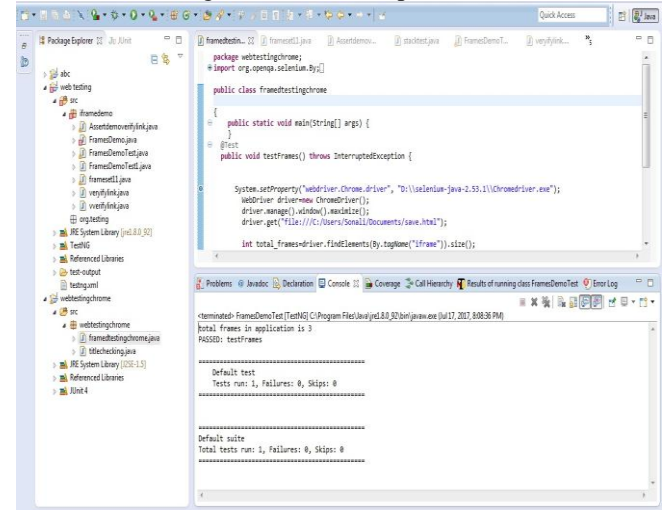 Quick Access
Java
Package Explorer
Ju JUnit
abc
web testing
src
iframedemo
Assertdemoverifylink.java
FramesDemo.java
FramesDemoTest.java
FramesDemoTest1.java
frameset11.java
veryifylink.java
vverifylink.java
org.testing
JRE System Library [jre1.8.0_92]
TestNG
Referenced Libraries
test-output
testng.xml
webtestingchrome
src
webtestingchrome
framedtestingchrome.java
titlechecking.java
JRE System Library [J2SE-1.5]
Referenced Libraries
JUnit 4
framedtestin... frameset11.java Assertdemov... stacktest.java FramesDemoT... veryifylink...
package webtestingchrome;
import org.openqa.selenium.By;
public class framedtestingchrome
{
public static void main(String[] args) {
}
@Test
public void testFrames() throws InterruptedException {
System.setProperty("webdriver.Chrome.driver", "D:\\selenium-java-2.53.1\\Chromedriver.exe");
WebDriver driver=new ChromeDriver();
driver.manage().window().maximize();
driver.get("file:///C:/Users/Sonali/Documents/save.html");
int total_frames=driver.findElements(By.tagName("iframe")).size();
Problems @ Javadoc Declaration Console Coverage Call Hierarchy Results of running class FramesDemoTest Error Log
<terminated> FramesDemoTest [TestNG] C:\Program Files\Java\jre1.8.0_92\bin\javaw.exe (Jul 17, 2017, 8:08:36 PM)
total frames in application is 3
PASSED: testFrames
===============================================
Default test
Tests run: 1, Failures: 0, Skips: 0
===============================================
===============================================
Default suite
Total tests run: 1, Failures: 0, Skips: 0
===============================================